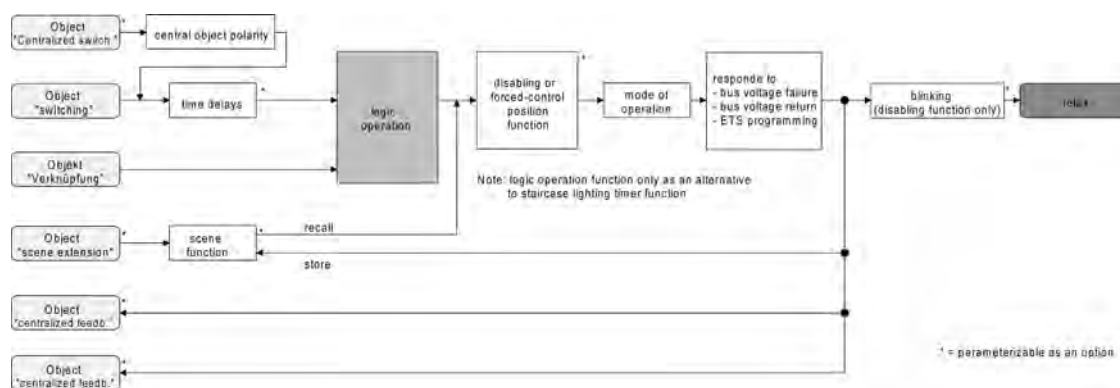 Object
"Centralized switch."
*
central object polarity
Object
"switching"
time delays
*
logic
operation
*
disabling or
forced-control
position
function
mode of
operation
responde to
- bus voltage failure
- bus voltage return
- ETS programming
blinking
(disabling function only)
*
relax
Objekt
"Verknüpfung"
Note: logic operation function only as an alternative
to staircase lighting timer function
Object
"scene extension"
*
scene
function
*
recall
store
Object
"centralized feedb."
*
Object
"centralized feedb."
*
* = parameterizable as an option